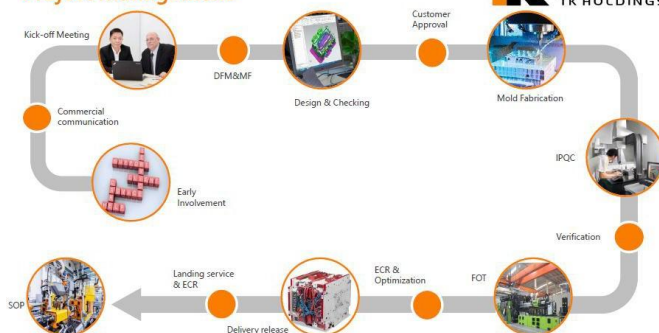 TK HOLDINGS
Kick-off Meeting
DFM&MF
Design & Checking
Customer
Approval
Mold Fabrication
Commercial
communication
Early
Involvement
IPQC
Verification
FOT
ECR &
Optimization
Delivery release
Landing service
& ECR
SOP